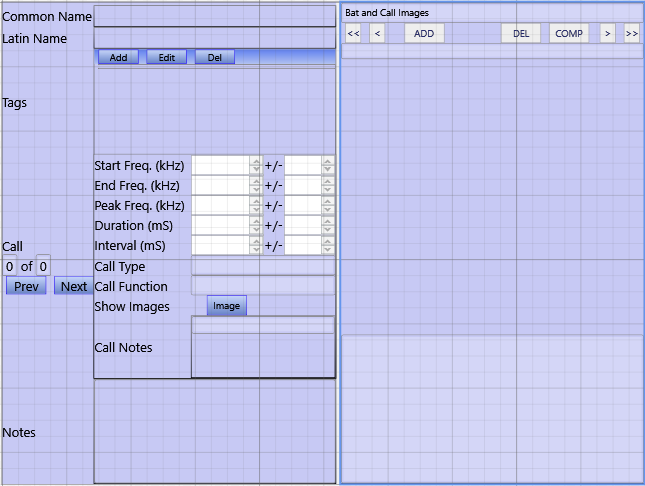 Common Name
Latin Name
Add Edit Del
Tags
Start Freq. (kHz) +/-
End Freq. (kHz) +/-
Peak Freq. (kHz) +/-
Duration (mS) +/-
Call
Interval (mS) +/-
0 of 0
Call Type
Prev Next
Call Function
Show Images Image
Call Notes
Notes
Bat and Call Images
<< < ADD DEL COMP > >>